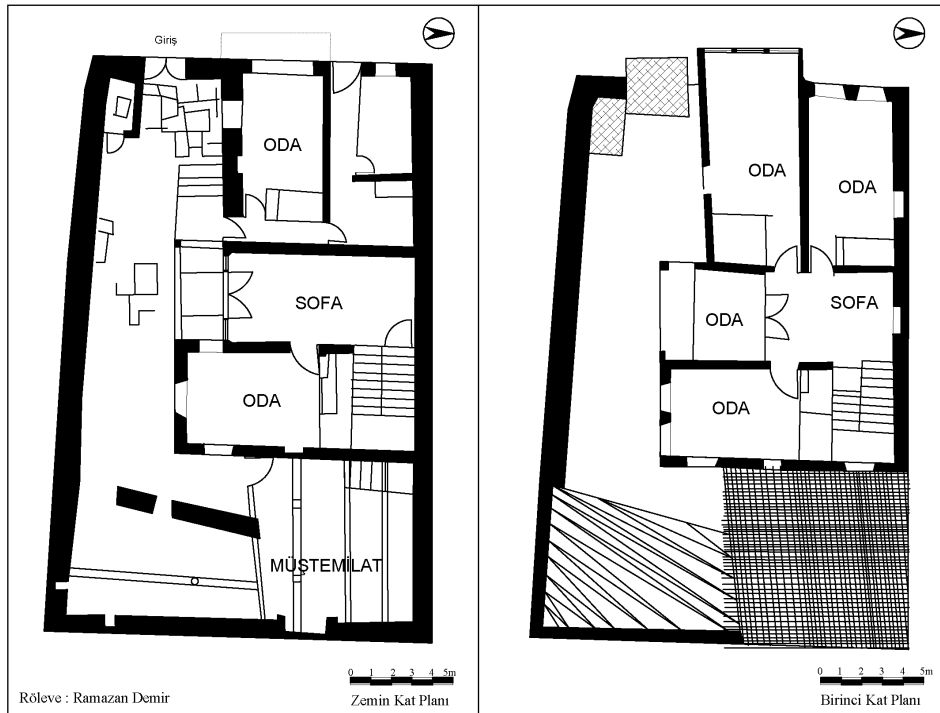 Giriş
ODA
SOFA
ODA
MÜŞTEMİLAT
0 1 2 3 4 5m
Röleve : Ramazan Demir
Zemin Kat Planı
ODA
ODA
SOFA
ODA
ODA
0 1 2 3 4 5m
Birinci Kat Planı